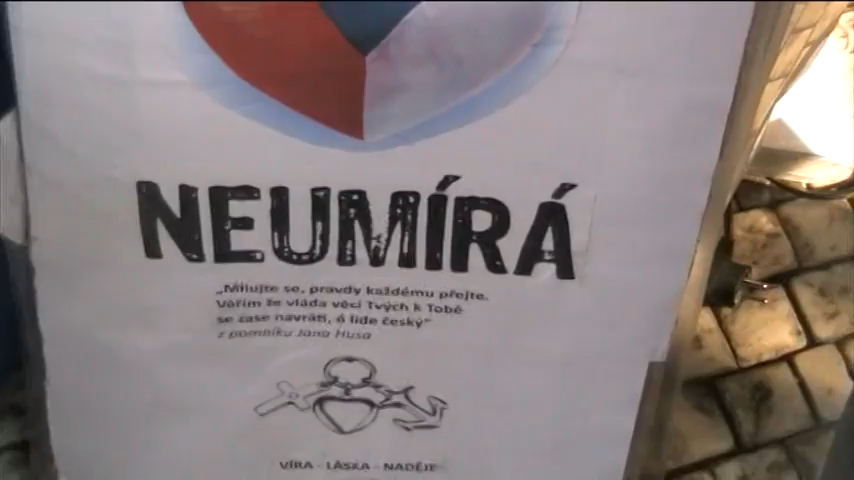 NEUMÍRÁ
„Milujte se, pravdy každému přejte.
Věřím že vláda věcí Tvých k Tobě
se zase navrátí, ó lide český“
z pomníku Jana Husa
VÍRA - LÁSKA - NADĚJE